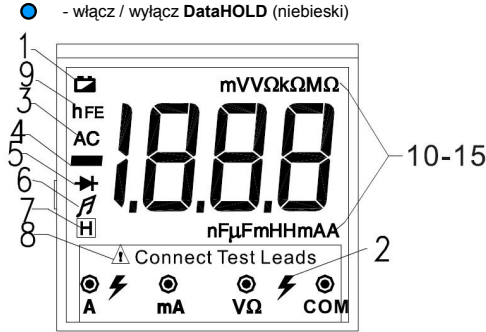 - włącz / wyłącz DataHOLD (niebieski)
1
9
hFE
mVVΩkΩMΩ
3
AC
4
1.8.8.8
10-15
5
6
7
H
nFµFmHHmAA
8
⚠ Connect Test Leads
2
A mA VΩ COM